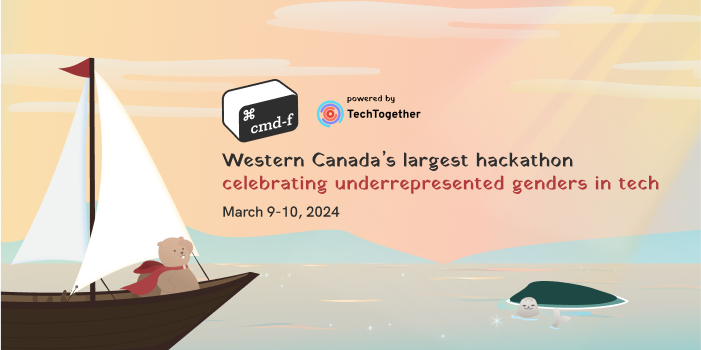 ⌘
cmd-f
powered by
TechTogether
Western Canada's largest hackathon
celebrating underrepresented genders in tech
March 9-10, 2024